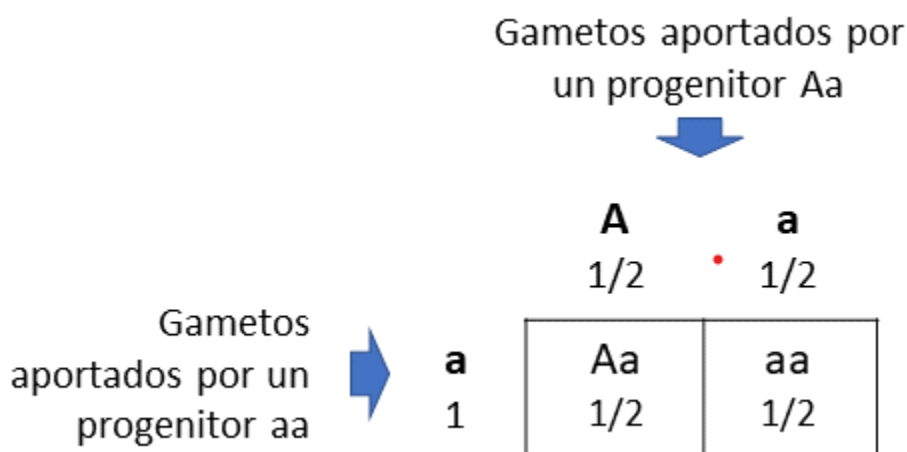 Gametos aportados por
un progenitor Aa
A a
1/2 1/2
Gametos
aportados por un
progenitor aa
a Aa aa
1 1/2 1/2